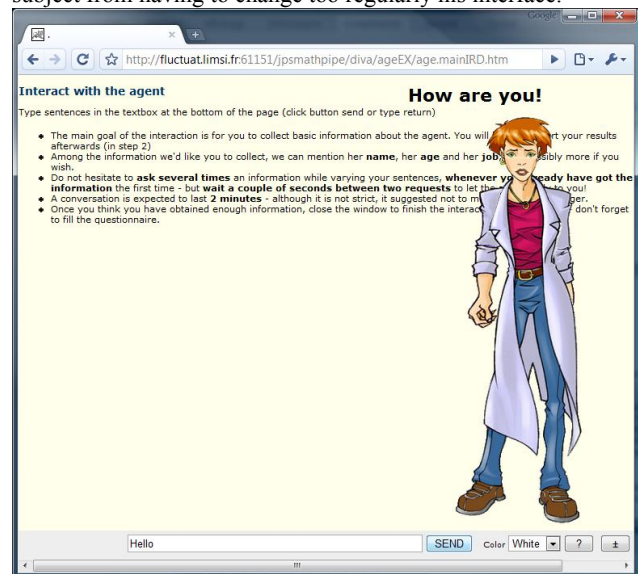 subject from having to change too regularly his interface.
Google
.
http://fluctuat.limsi.fr:61151/jpsmathpipe/diva/ageEX/age.mainIRD.htm
Interact with the agent
How are you!
Type sentences in the textbox at the bottom of the page (click button send or type return)
The main goal of the interaction is for you to collect basic information about the agent. You will rt your results
afterwards (in step 2)
Among the information we'd like you to collect, we can mention her name, her age and her job, ssibly more if you
wish.
Do not hesitate to ask several times an information while varying your sentences, whenever yo eady have got the
information the first time - but wait a couple of seconds between two requests to let the to you!
A conversation is expected to last 2 minutes - although it is not strict, it suggested not to m ger.
Once you think you have obtained enough information, close the window to finish the interac don't forget
to fill the questionnaire.
Hello SEND Color White ? ±